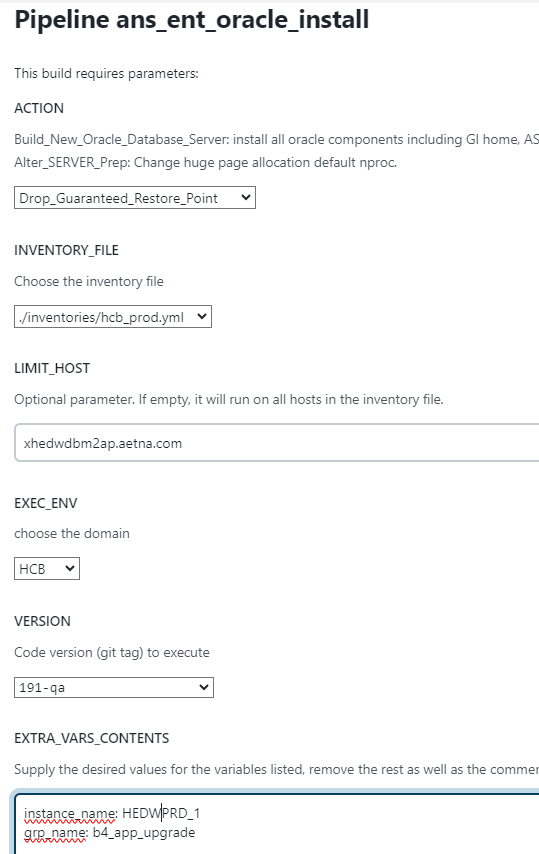 Pipeline ans_ent_oracle_install
This build requires parameters:
ACTION
Build_New_Oracle_Database_Server: install all oracle components including GI home, AS
Alter_SERVER_Prep: Change huge page allocation default nproc.
Drop_Guaranteed_Restore_Point
INVENTORY_FILE
Choose the inventory file
./inventories/hcb_prod.yml
LIMIT_HOST
Optional parameter. If empty, it will run on all hosts in the inventory file.
xhedwdbm2ap.aetna.com
EXEC_ENV
choose the domain
HCB
VERSION
Code version (git tag) to execute
191-qa
EXTRA_VARS_CONTENTS
Supply the desired values for the variables listed, remove the rest as well as the commer
instance_name: HEDWPRD_1
grp_name: b4_app_upgrade